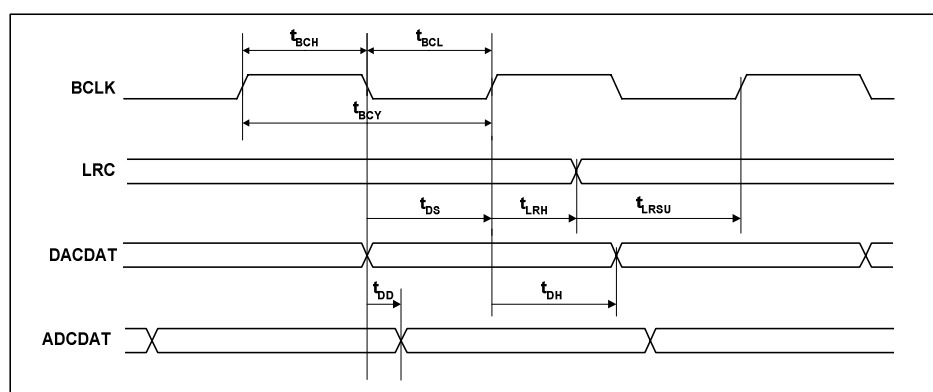 tBCH tBCL
BCLK
tBCY
LRC
tDS tLRH tLRSU
DACDAT
tDD tDH
ADCDAT